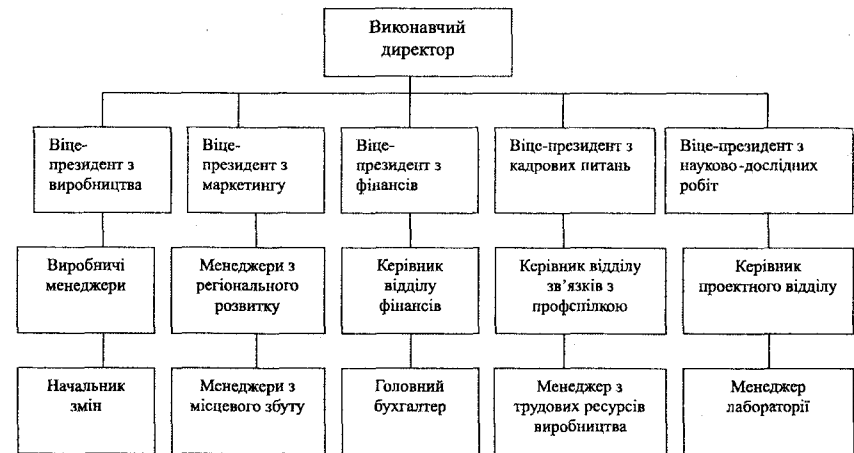 Виконавчий
директор
Віце-
президент з
виробництва
Віце-
президент з
маркетингу
Віце-
президент з
фінансів
Віце-президент з
кадрових питань
Віце-президент з
науково-дослідних
робіт
Виробничі
менеджери
Менеджери з
регіонального
розвитку
Керівник
відділу
фінансів
Керівник відділу
зв’язків з
профспілкою
Керівник
проектного відділу
Начальник
змін
Менеджери з
місцевого збуту
Головний
бухгалтер
Менеджер з
трудових ресурсів
виробництва
Менеджер
лабораторії